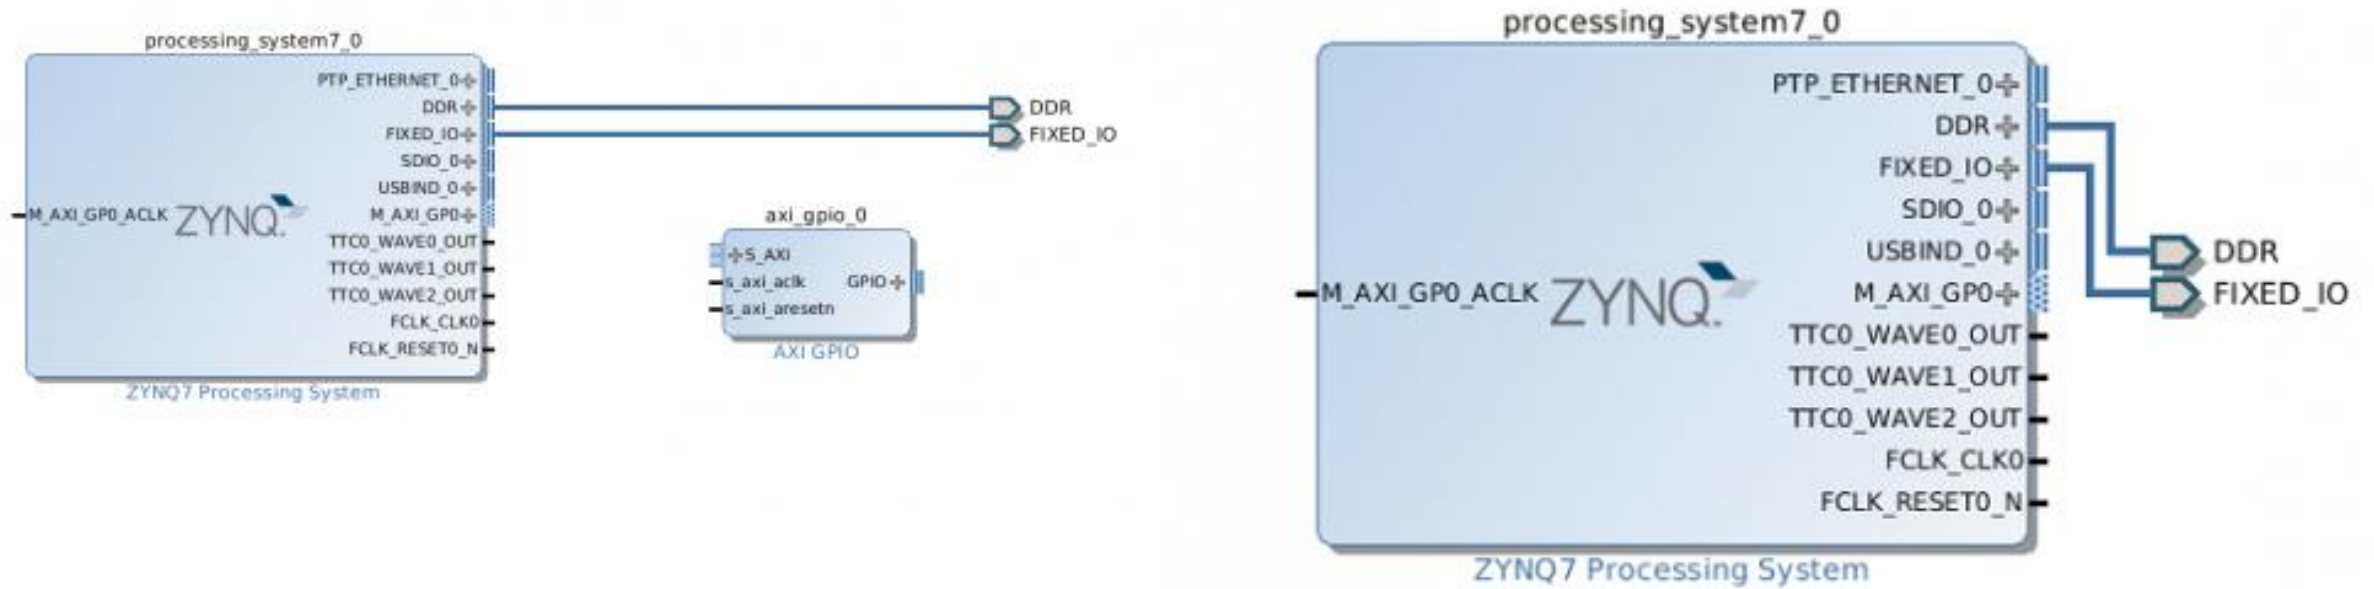 processing_system7_0
PTP_ETHERNET_0
DDR
FIXED_IO
SDIO_0
USBIND_0
M_AXI_GP0_ACLK ZYNQ. M_AXI_GP0
TTC0_WAVE0_OUT
TTC0_WAVE1_OUT
TTC0_WAVE2_OUT
FCLK_CLK0
FCLK_RESET0_N
ZYNQ7 Processing System
DDR
FIXED_IO
axi_gpio_0
S_AXI
s_axi_aclk GPIO
s_axi_aresetn
AXI GPIO
processing_system7_0
PTP_ETHERNET_0
DDR
FIXED_IO
SDIO_0
USBIND_0
M_AXI_GP0_ACLK ZYNQ. M_AXI_GP0
TTC0_WAVE0_OUT
TTC0_WAVE1_OUT
TTC0_WAVE2_OUT
FCLK_CLK0
FCLK_RESET0_N
ZYNQ7 Processing System
DDR
FIXED_IO